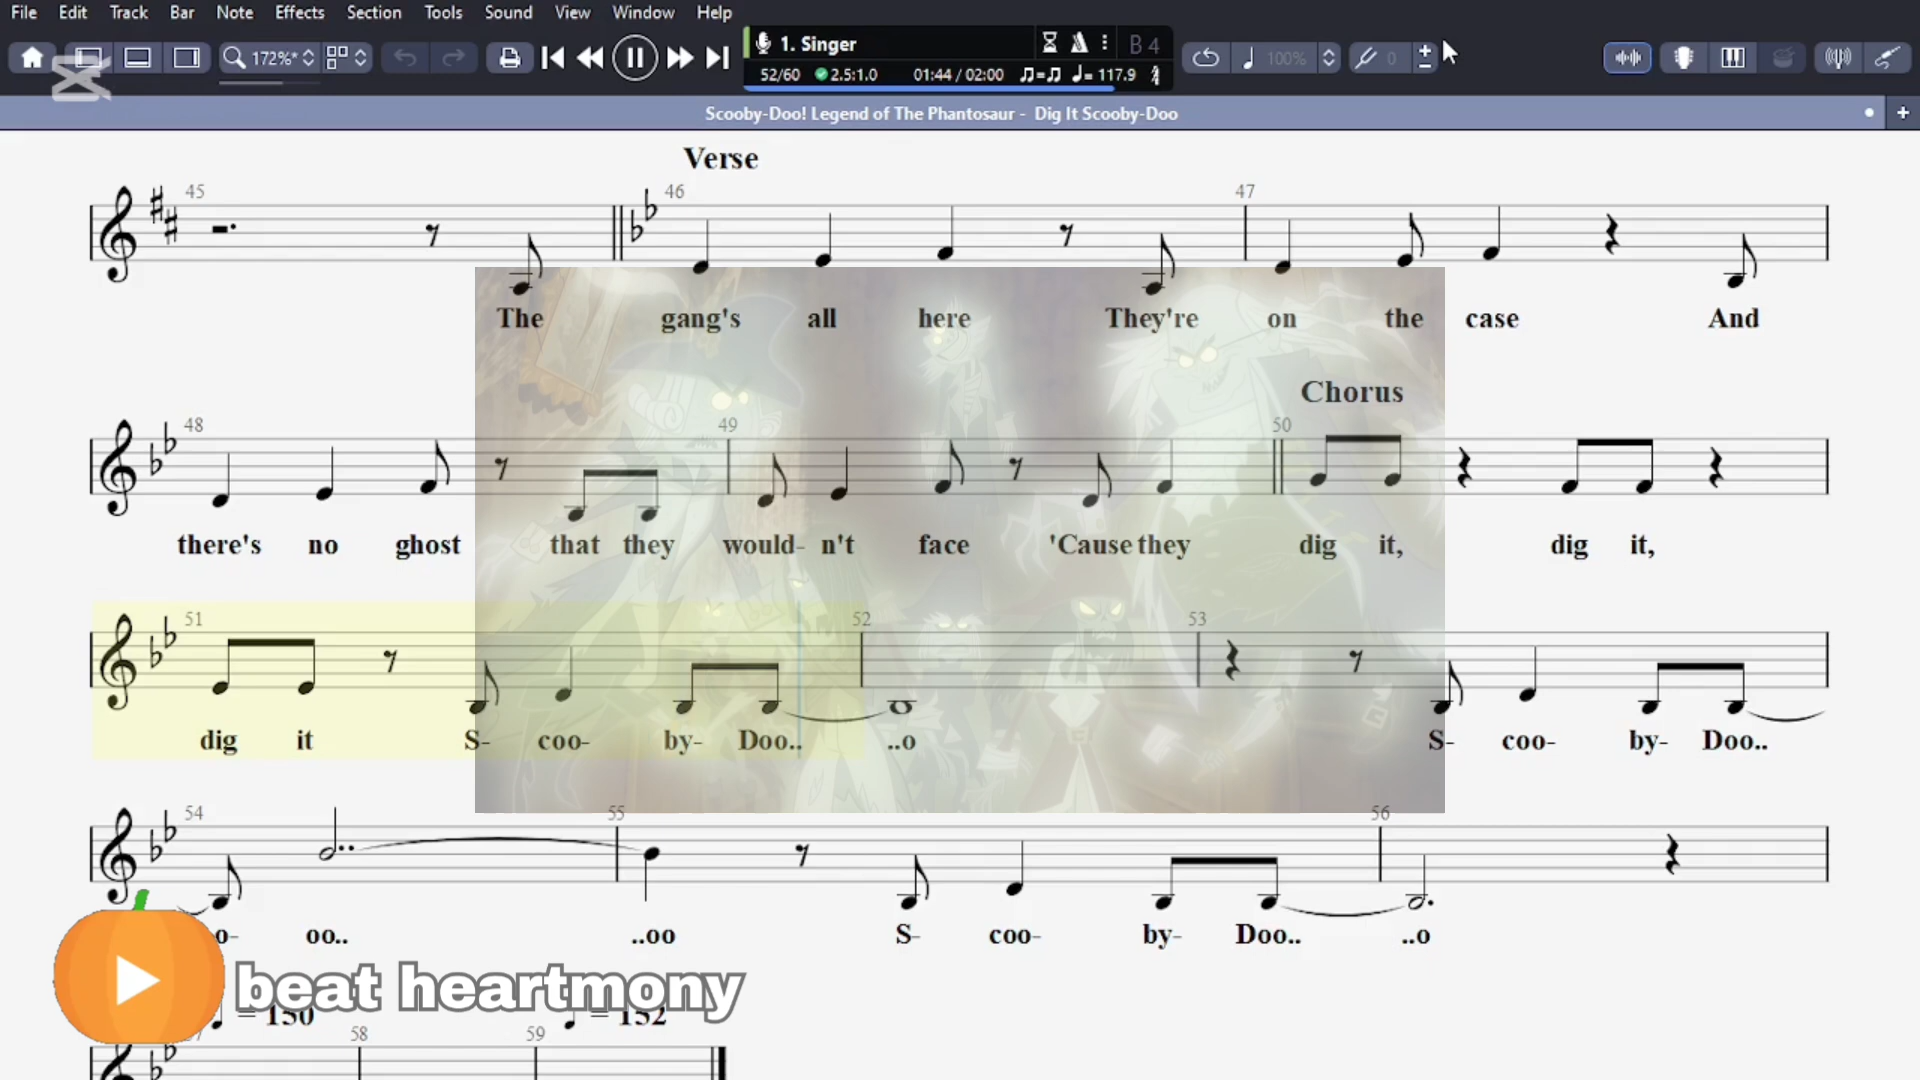 File Edit Track Bar Note Effects Section Tools Sound View Window Help
172%* 1. Singer B 4 100% 0
52/60 2.5:1.0 01:44 / 02:00 = 117.9
Scooby-Doo! Legend of The Phantosaur - Dig It Scooby-Doo
Verse
45 46 47
The gang's all here They're on the case And
Chorus
48 49 50
there's no ghost that they would- n't face 'Cause they dig it, dig it,
51 52 53
dig it S- coo- by- Doo.. ..o S- coo- by- Doo..
54 55 56
o- oo.. ..oo S- coo- by- Doo.. ..o
beat heartmony
= 150 = 152
58 59